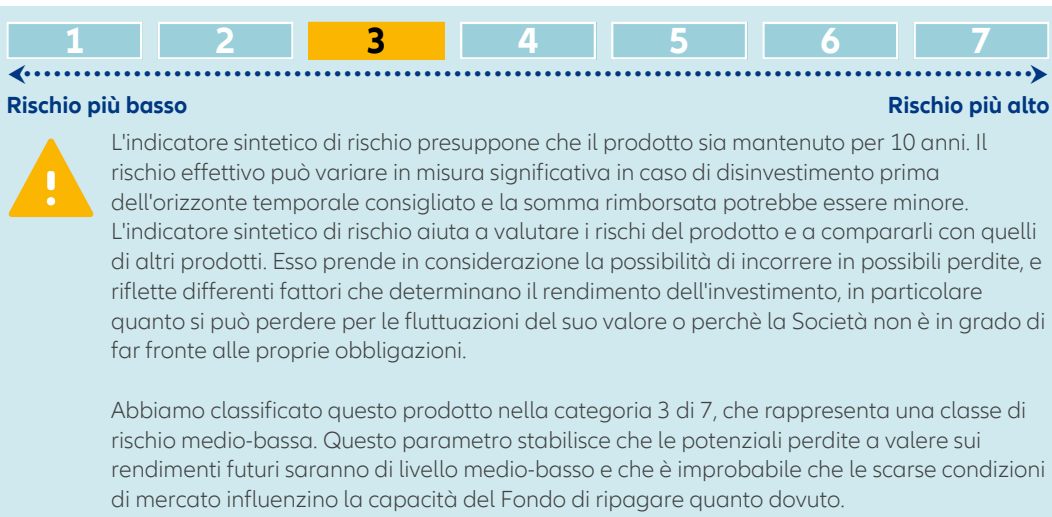 1 2 3 4 5 6 7
Rischio più basso Rischio più alto
L'indicatore sintetico di rischio presuppone che il prodotto sia mantenuto per 10 anni. Il
rischio effettivo può variare in misura significativa in caso di disinvestimento prima
dell'orizzonte temporale consigliato e la somma rimborsata potrebbe essere minore.
L'indicatore sintetico di rischio aiuta a valutare i rischi del prodotto e a compararli con quelli
di altri prodotti. Esso prende in considerazione la possibilità di incorrere in possibili perdite, e
riflette differenti fattori che determinano il rendimento dell'investimento, in particolare
quanto si può perdere per le fluttuazioni del suo valore o perchè la Società non è in grado di
far fronte alle proprie obbligazioni.
Abbiamo classificato questo prodotto nella categoria 3 di 7, che rappresenta una classe di
rischio medio-bassa. Questo parametro stabilisce che le potenziali perdite a valere sui
rendimenti futuri saranno di livello medio-basso e che è improbabile che le scarse condizioni
di mercato influenzino la capacità del Fondo di ripagare quanto dovuto.